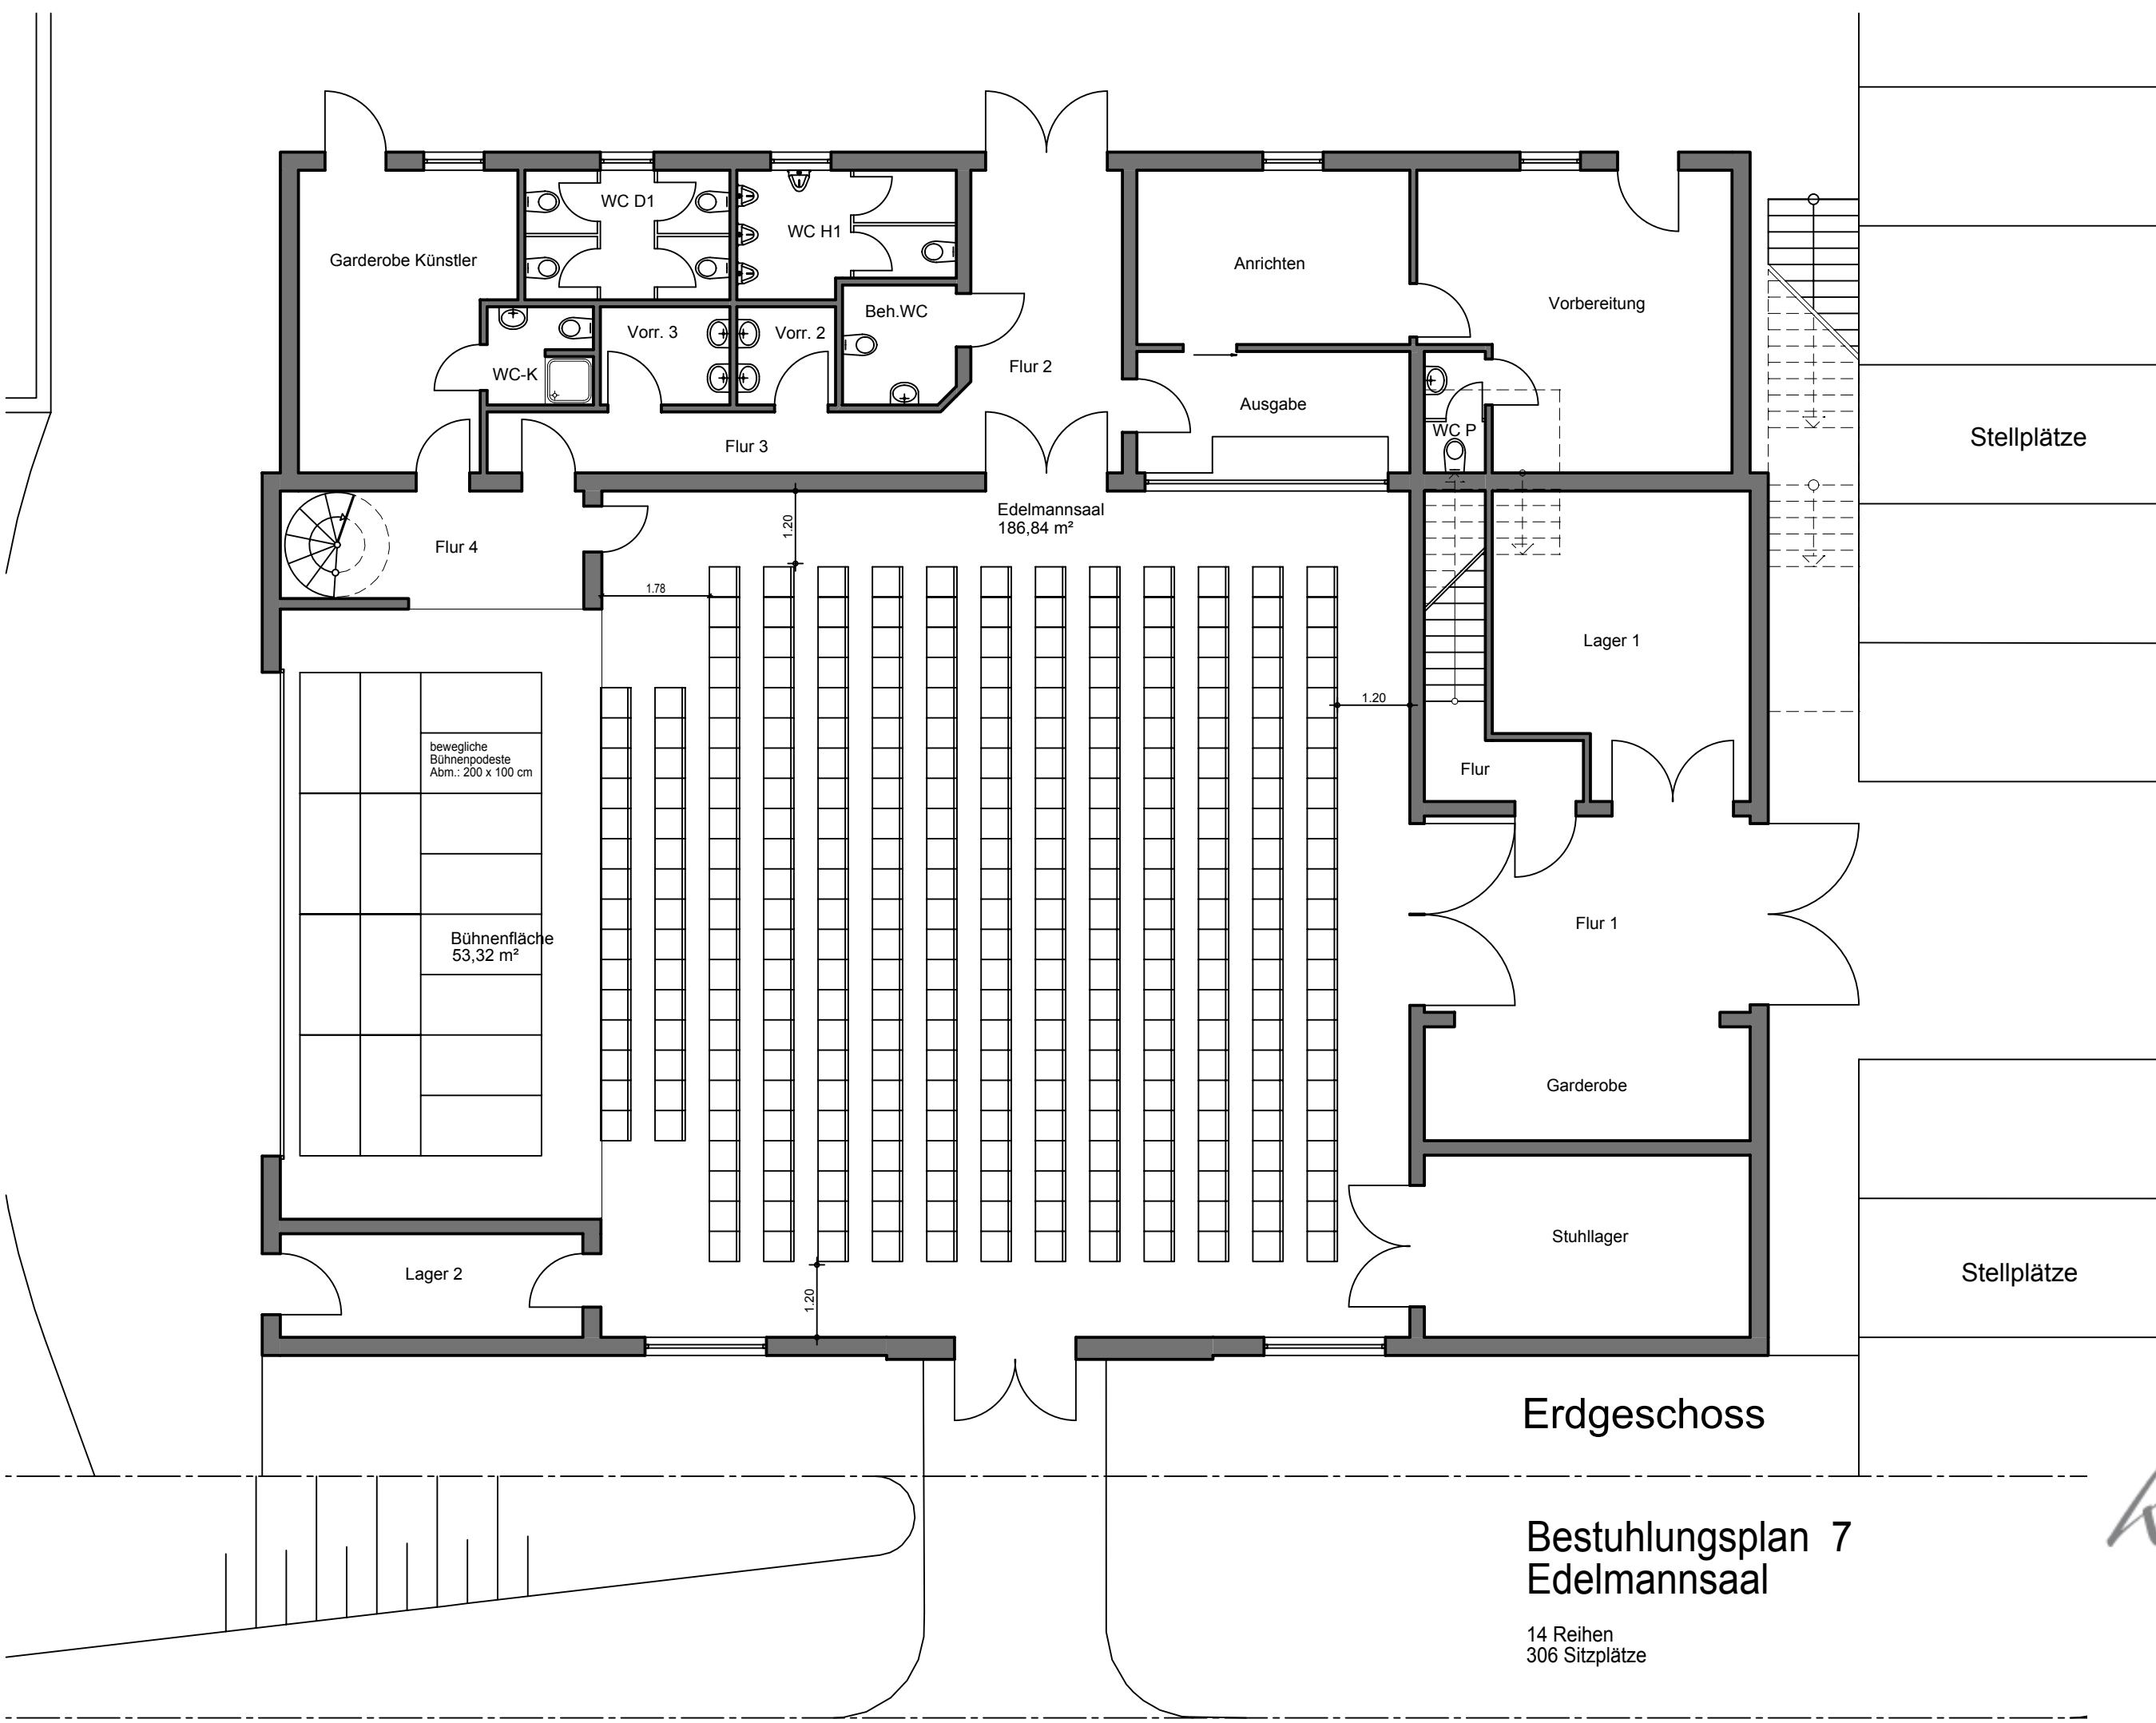 WC D1
WC H1
Garderobe Künstler
Anrichten
Vorbereitung
Beh.WC
Vorr. 3
Vorr. 2
Flur 2
WC-K
Ausgabe
WC P
Flur 3
Stellplätze
Edelmannsaal
186,84 m²
1.20
Flur 4
1.78
Lager 1
1.20
bewegliche
Bühnenpodeste
Abm.: 200 x 100 cm
Flur
Bühnenfläche
53,32 m²
Flur 1
Garderobe
Stuhllager
Lager 2
Stellplätze
1.20
Erdgeschoss
Bestuhlungsplan 7
Edelmannsaal
14 Reihen
306 Sitzplätze